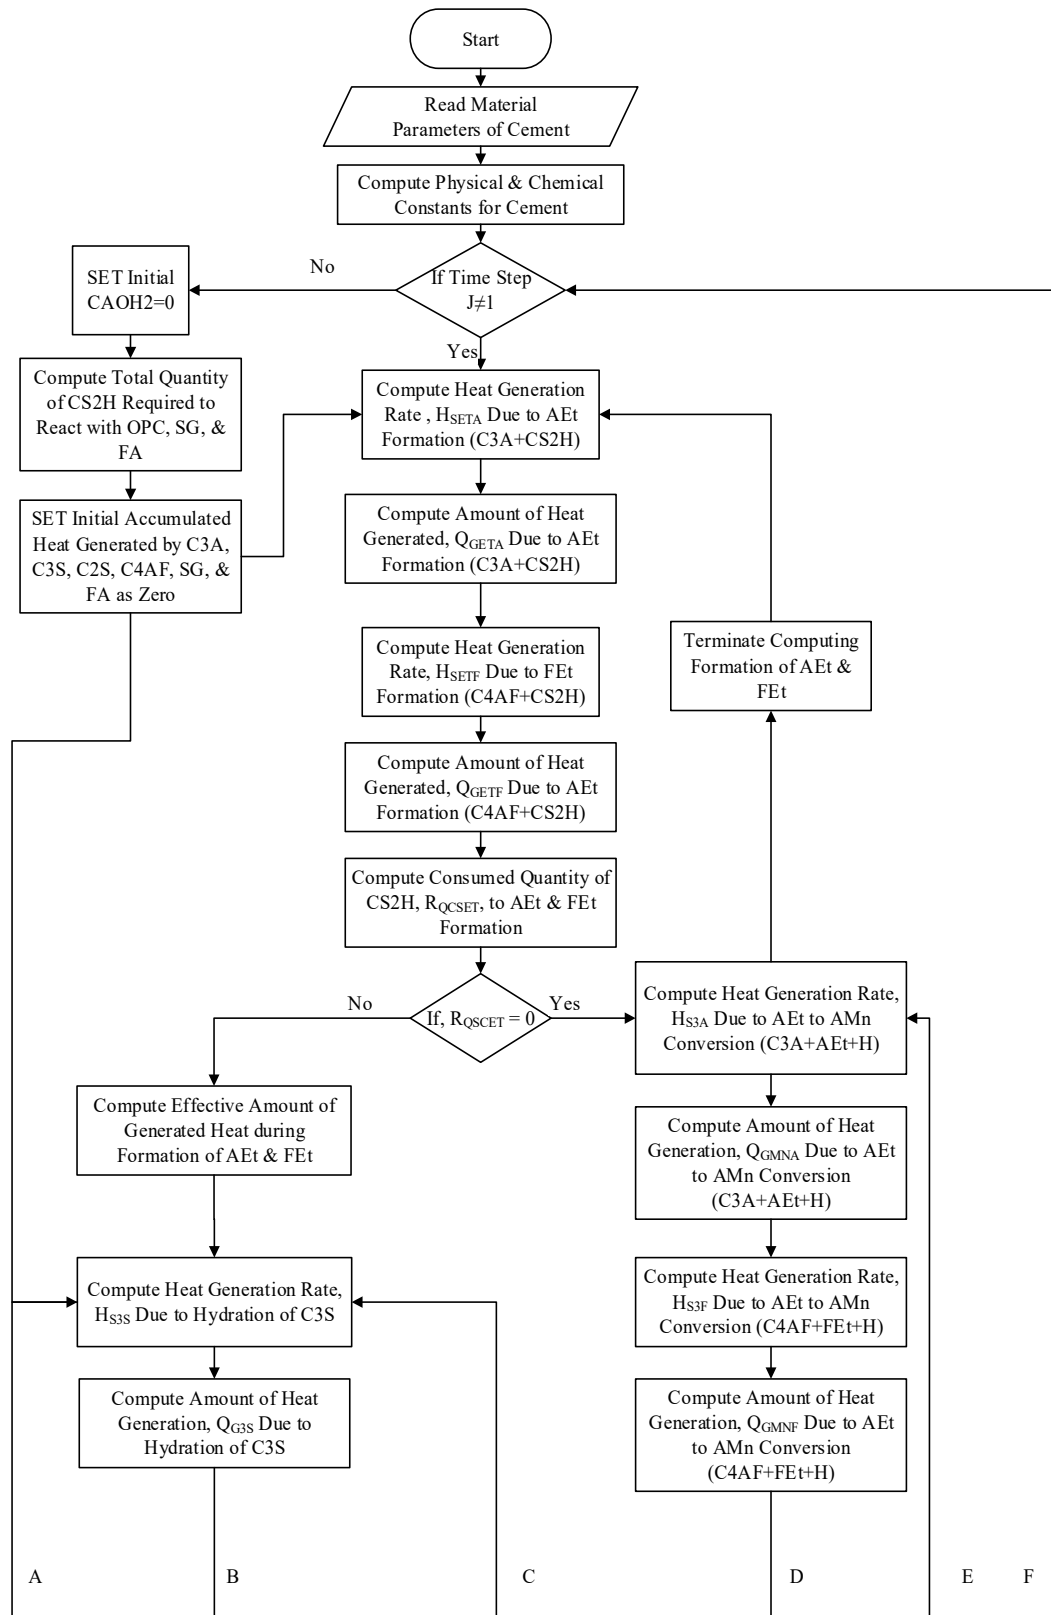 Start
Read Material
Parameters of Cement
Compute Physical & Chemical
Constants for Cement
If Time Step
J≠1
No
Yes
SET Initial
CAOH2=0
Compute Total Quantity
of CS2H Required to
React with OPC, SG, &
FA
SET Initial Accumulated
Heat Generated by C3A,
C3S, C2S, C4AF, SG, &
FA as Zero
Compute Heat Generation
Rate , HSETA Due to AEt
Formation (C3A+CS2H)
Compute Amount of Heat
Generated, QGETA Due to AEt
Formation (C3A+CS2H)
Compute Heat Generation
Rate, HSETF Due to FEt
Formation (C4AF+CS2H)
Compute Amount of Heat
Generated, QGETF Due to AEt
Formation (C4AF+CS2H)
Compute Consumed Quantity of
CS2H, RQCSET, to AEt & FEt
Formation
Terminate Computing
Formation of AEt &
FEt
If, RQSCET = 0
No
Yes
Compute Effective Amount of
Generated Heat during
Formation of AEt & FEt
Compute Heat Generation Rate,
HS3S Due to Hydration of C3S
Compute Amount of Heat
Generation, QG3S Due to
Hydration of C3S
Compute Heat Generation Rate,
HS3A Due to AEt to AMn
Conversion (C3A+AEt+H)
Compute Amount of Heat
Generation, QGMNA Due to AEt
to AMn Conversion
(C3A+AEt+H)
Compute Heat Generation Rate,
HS3F Due to AEt to AMn
Conversion (C4AF+FEt+H)
Compute Amount of Heat
Generation, QGMNF Due to AEt
to AMn Conversion
(C4AF+FEt+H)
A
B
C
D
E
F